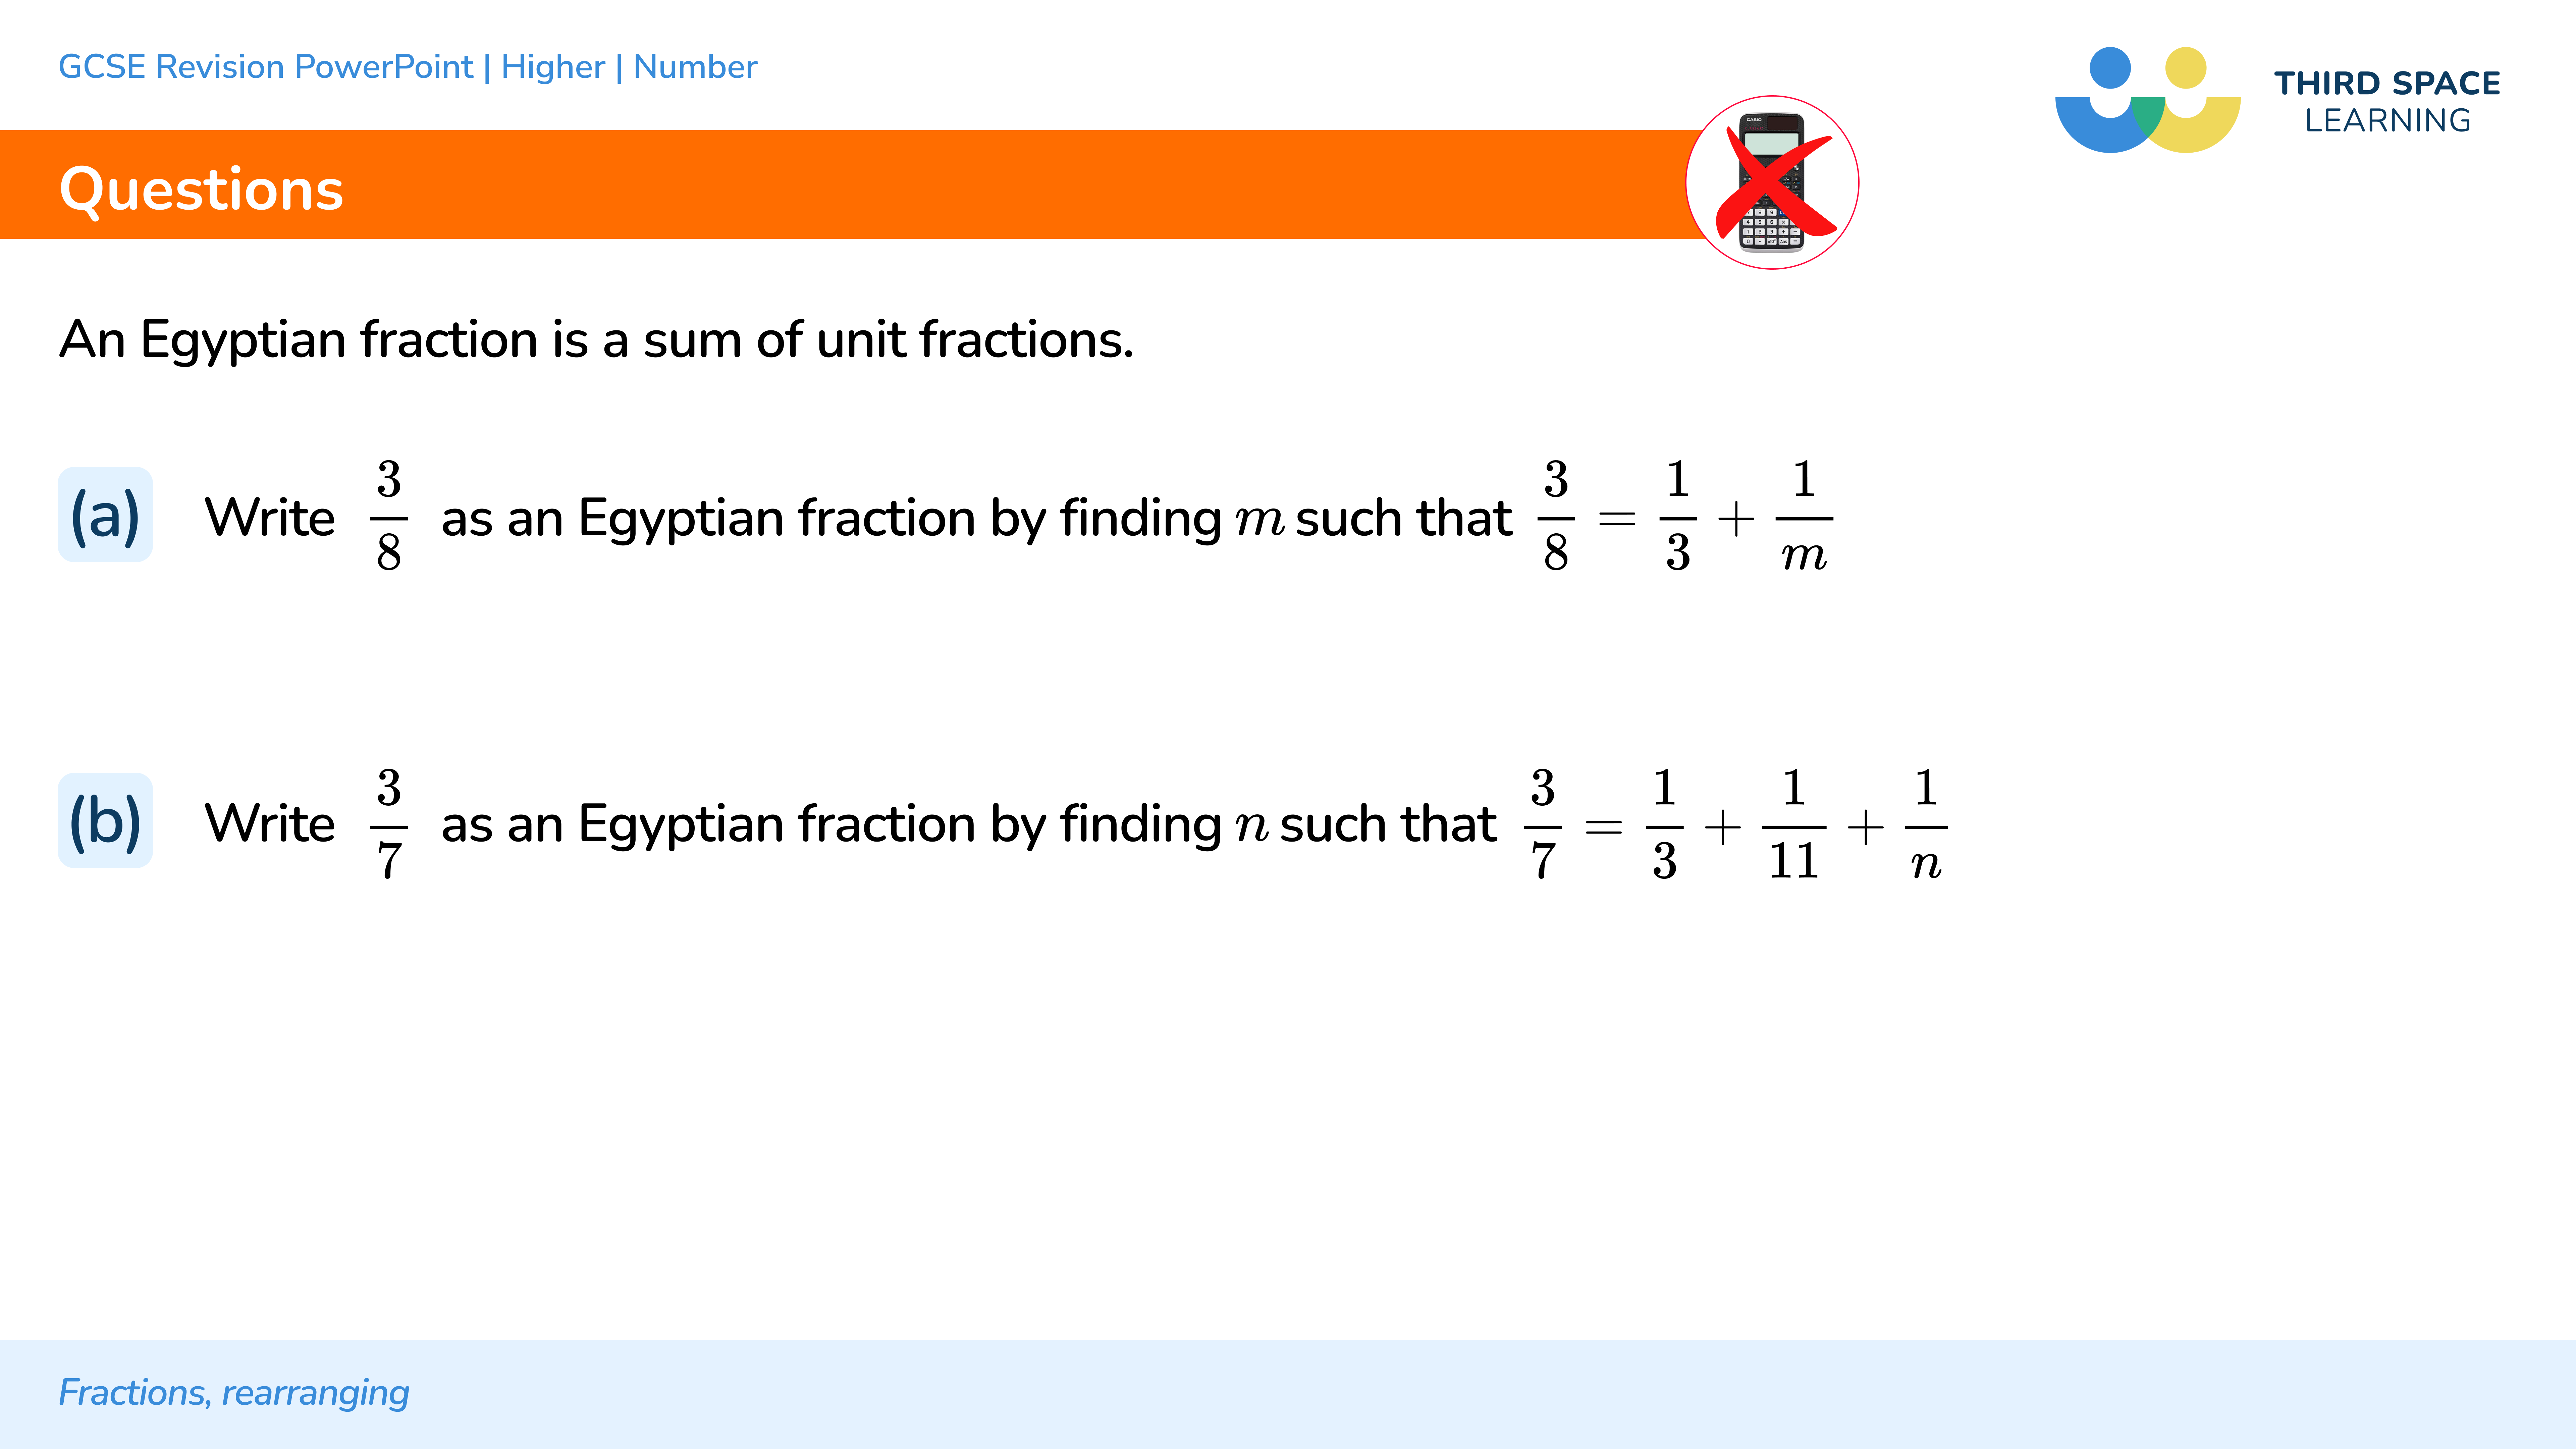 GCSE Revision PowerPoint | Higher | Number
THIRD SPACE
LEARNING
Questions
CASIO
An Egyptian fraction is a sum of unit fractions.
(a) Write 3/8 as an Egyptian fraction by finding m such that 3/8 = 1/3 + 1/m
(b) Write 3/7 as an Egyptian fraction by finding n such that 3/7 = 1/3 + 1/11 + 1/n
Fractions, rearranging